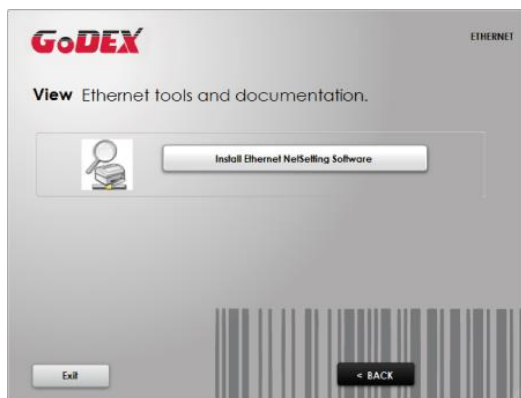 GoDEX
ETHERNET
View Ethernet tools and documentation.
Install Ethernet NetSetting Software
Exit
< BACK